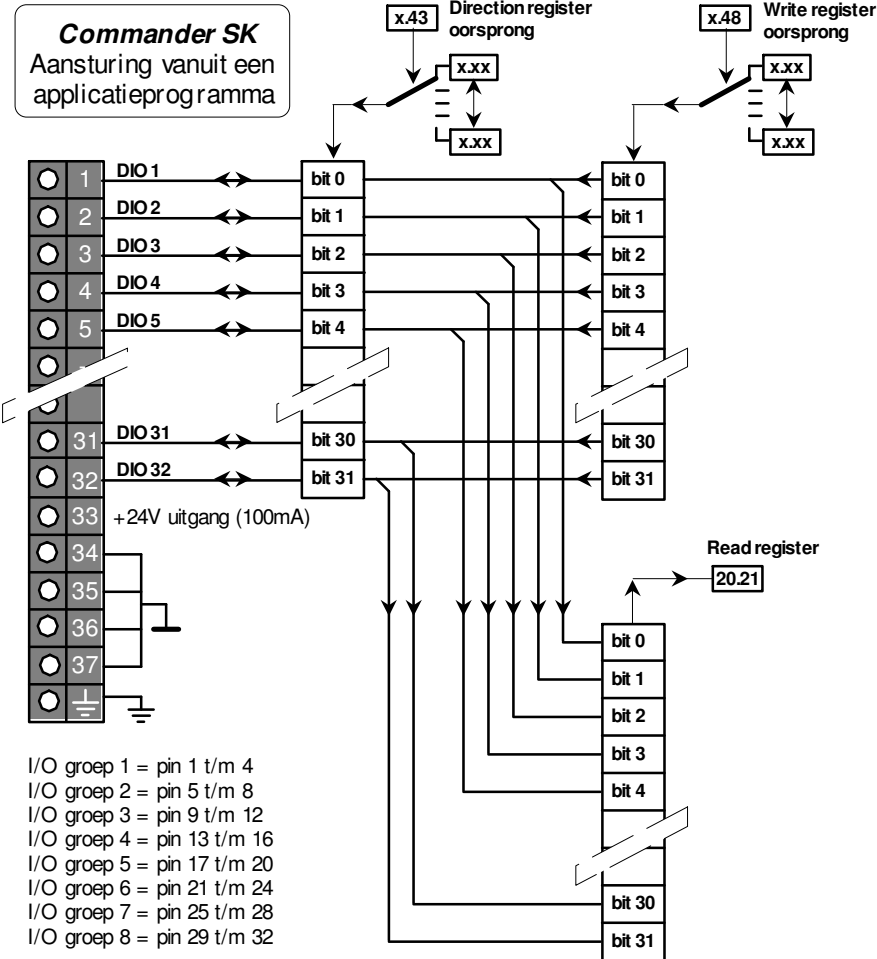 Commander SK
Aansturing vanuit een
applicatieprogramma
x.43
Direction register
oorsprong
x.xx
x.xx
x.48
Write register
oorsprong
x.xx
x.xx
1 DIO 1
2 DIO 2
3 DIO 3
4 DIO 4
5 DIO 5
31 DIO 31
32 DIO 32
33 +24V uitgang (100mA)
34
35
36
37
bit 0
bit 1
bit 2
bit 3
bit 4
bit 30
bit 31
bit 0
bit 1
bit 2
bit 3
bit 4
bit 30
bit 31
Read register
20.21
bit 0
bit 1
bit 2
bit 3
bit 4
bit 30
bit 31
I/O groep 1 = pin 1 t/m 4
I/O groep 2 = pin 5 t/m 8
I/O groep 3 = pin 9 t/m 12
I/O groep 4 = pin 13 t/m 16
I/O groep 5 = pin 17 t/m 20
I/O groep 6 = pin 21 t/m 24
I/O groep 7 = pin 25 t/m 28
I/O groep 8 = pin 29 t/m 32